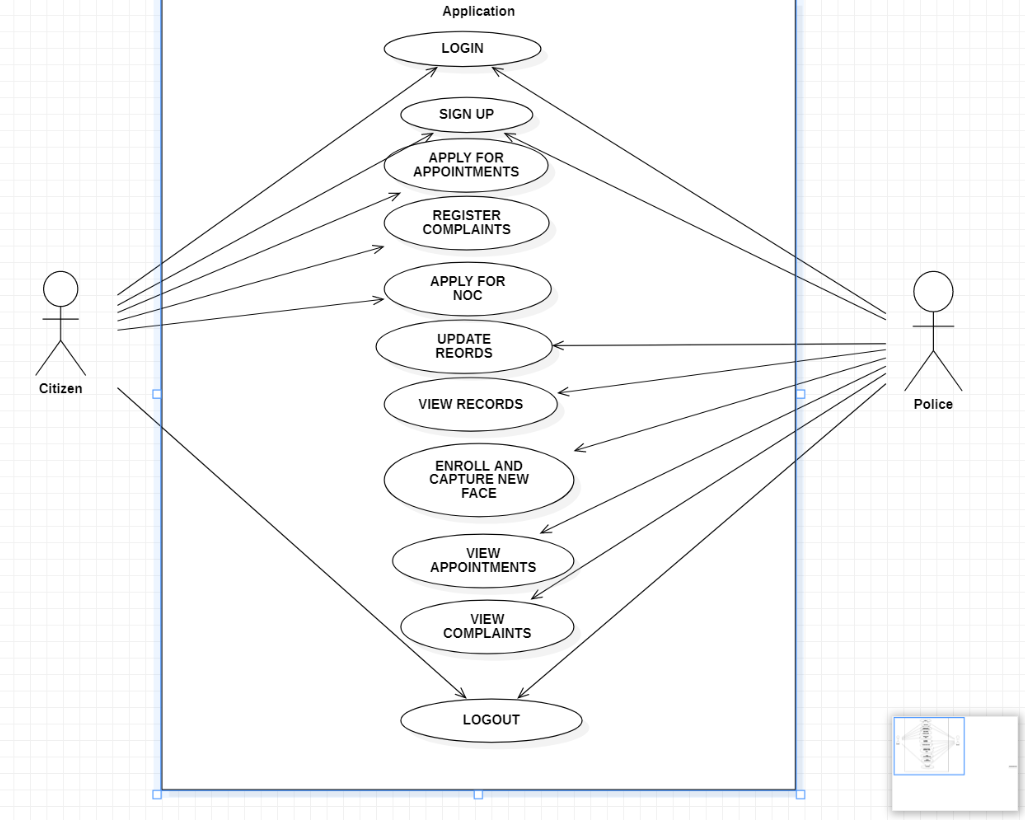 Application
LOGIN
SIGN UP
APPLY FOR
APPOINTMENTS
REGISTER
COMPLAINTS
APPLY FOR
NOC
UPDATE
REORDS
VIEW RECORDS
ENROLL AND
CAPTURE NEW
FACE
VIEW
APPOINTMENTS
VIEW
COMPLAINTS
LOGOUT
Citizen
Police